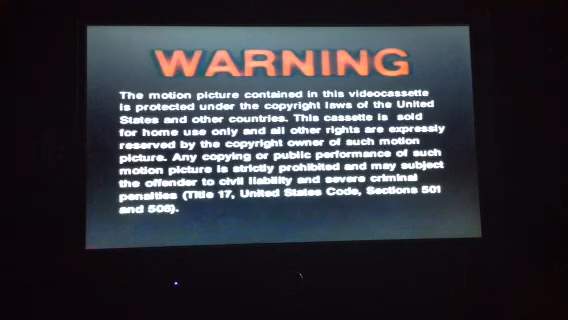 WARNING
The motion picture contained in this videocassette
is protected under the copyright laws of the United
States and other countries. This cassette is sold
for home use only and all other rights are expressly
reserved by the copyright owner of such motion
picture. Any copying or public performance of such
motion picture is strictly prohibited and may subject
the offender to civil liability and severe criminal
penalties (Title 17, United States Code, Sections 501
and 506).